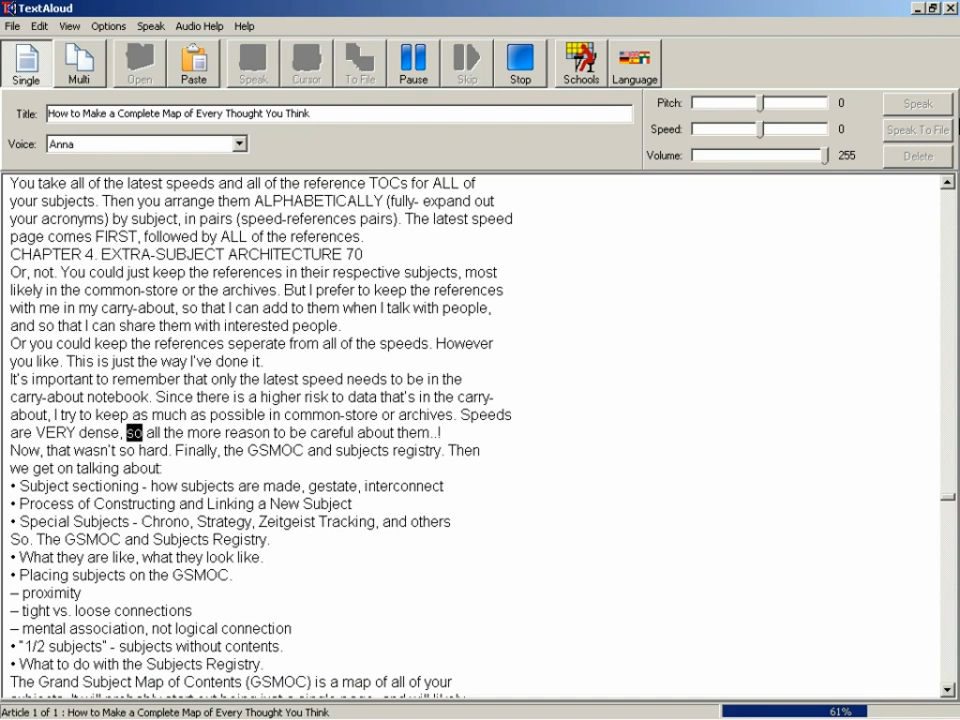 TextAloud
File Edit View Options Speak Audio Help Help
Single Multi Open Paste Speak Cursor To File Pause Skip Stop Schools Language
Title: How to Make a Complete Map of Every Thought You Think
Voice: Anna
Pitch: 0
Speed: 0
Volume: 255
Speak
Speak To File
Delete
You take all of the latest speeds and all of the reference TOCs for ALL of
your subjects. Then you arrange them ALPHABETICALLY (fully- expand out
your acronyms) by subject, in pairs (speed-references pairs). The latest speed
page comes FIRST, followed by ALL of the references.
CHAPTER 4. EXTRA-SUBJECT ARCHITECTURE 70
Or, not. You could just keep the references in their respective subjects, most
likely in the common-store or the archives. But I prefer to keep the references
with me in my carry-about, so that I can add to them when I talk with people,
and so that I can share them with interested people.
Or you could keep the references seperate from all of the speeds. However
you like. This is just the way I've done it.
It's important to remember that only the latest speed needs to be in the
carry-about notebook. Since there is a higher risk to data that's in the carry-
about, I try to keep as much as possible in common-store or archives. Speeds
are VERY dense, so all the more reason to be careful about them..!
Now, that wasn't so hard. Finally, the GSMOC and subjects registry. Then
we get on talking about:
• Subject sectioning - how subjects are made, gestate, interconnect
• Process of Constructing and Linking a New Subject
• Special Subjects - Chrono, Strategy, Zeitgeist Tracking, and others
So. The GSMOC and Subjects Registry.
• What they are like, what they look like.
• Placing subjects on the GSMOC.
– proximity
– tight vs. loose connections
– mental association, not logical connection
• "1/2 subjects" - subjects without contents.
• What to do with the Subjects Registry.
The Grand Subject Map of Contents (GSMOC) is a map of all of your
subjects. It will probably start out being just a single page, and will likely
Article 1 of 1 : How to Make a Complete Map of Every Thought You Think
61%